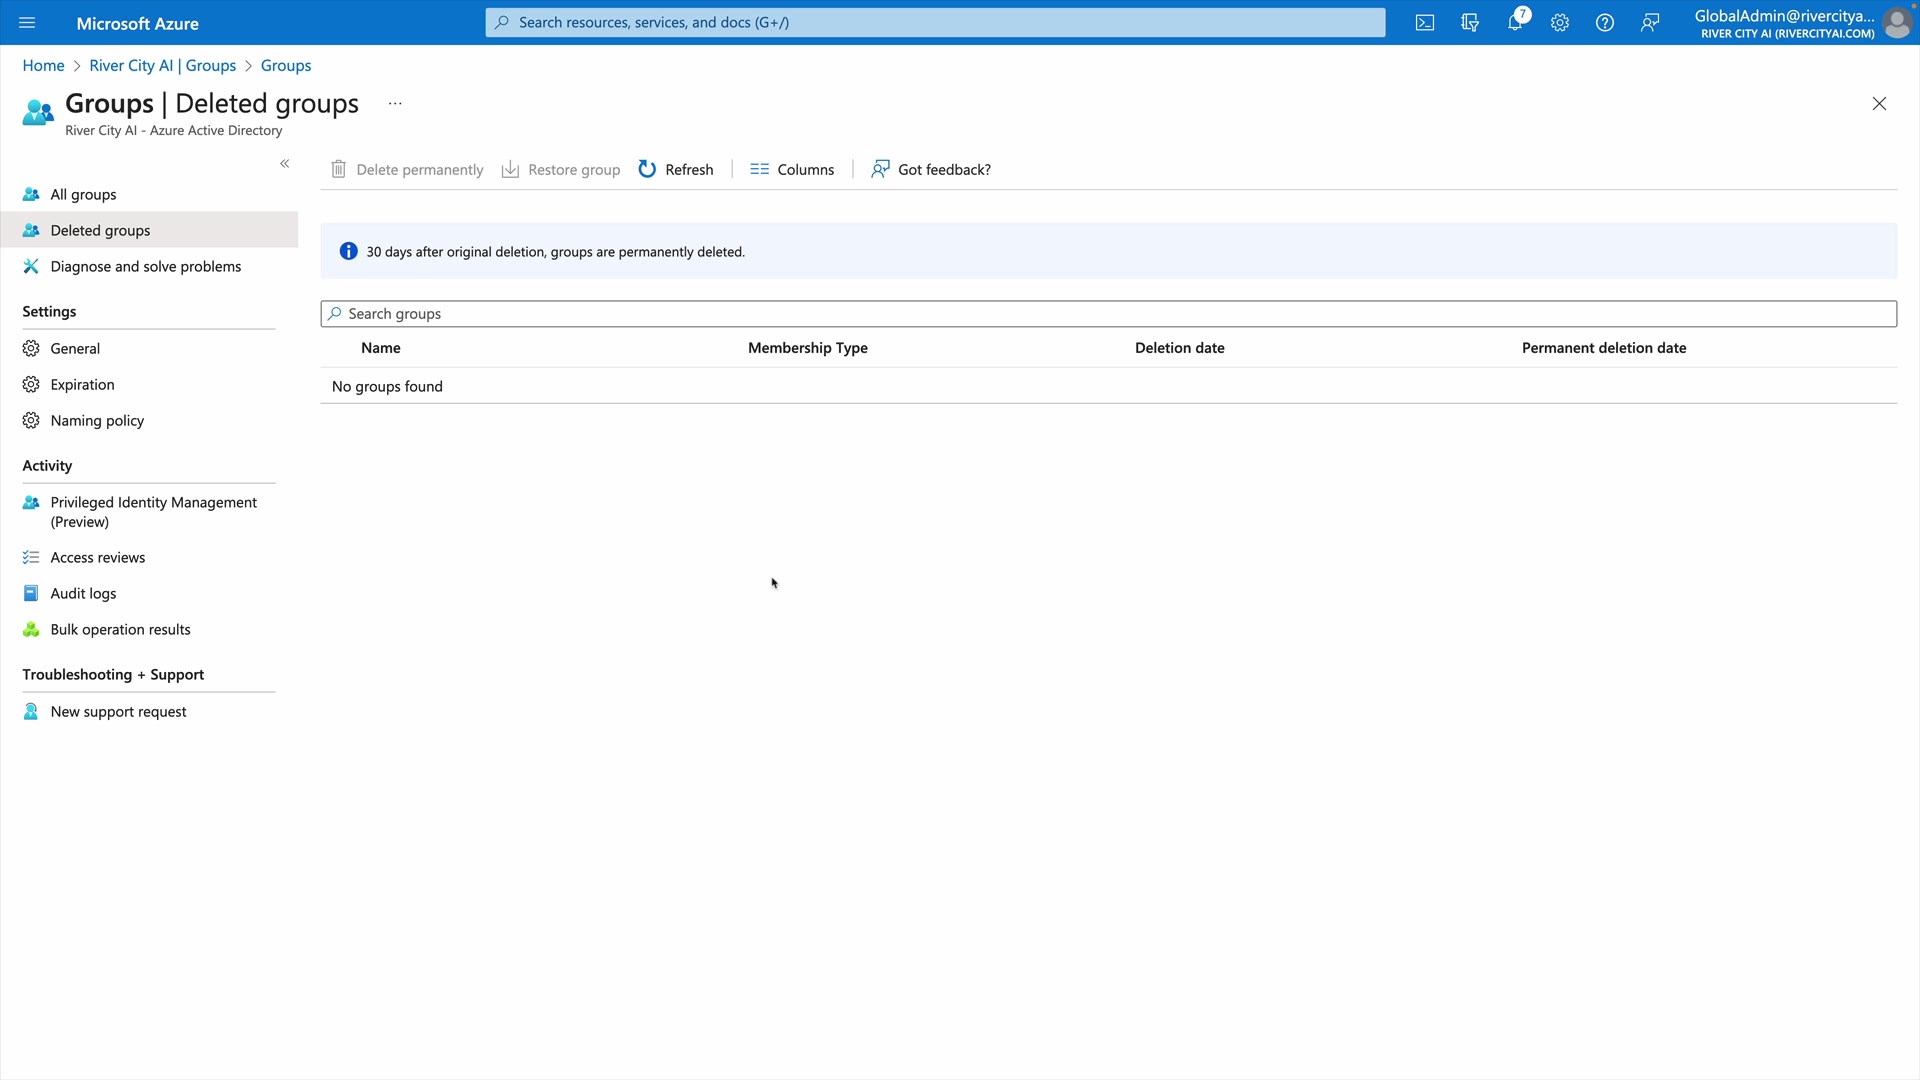 Microsoft Azure
Search resources, services, and docs (G+/)
7
GlobalAdmin@rivercitya...
RIVER CITY AI (RIVERCITYAI.COM)
Home > River City AI | Groups > Groups
Groups | Deleted groups ...
River City AI - Azure Active Directory
«
All groups
Deleted groups
Diagnose and solve problems
Settings
General
Expiration
Naming policy
Activity
Privileged Identity Management
(Preview)
Access reviews
Audit logs
Bulk operation results
Troubleshooting + Support
New support request
Delete permanently Restore group Refresh Columns Got feedback?
30 days after original deletion, groups are permanently deleted.
Search groups
Name Membership Type Deletion date Permanent deletion date
No groups found